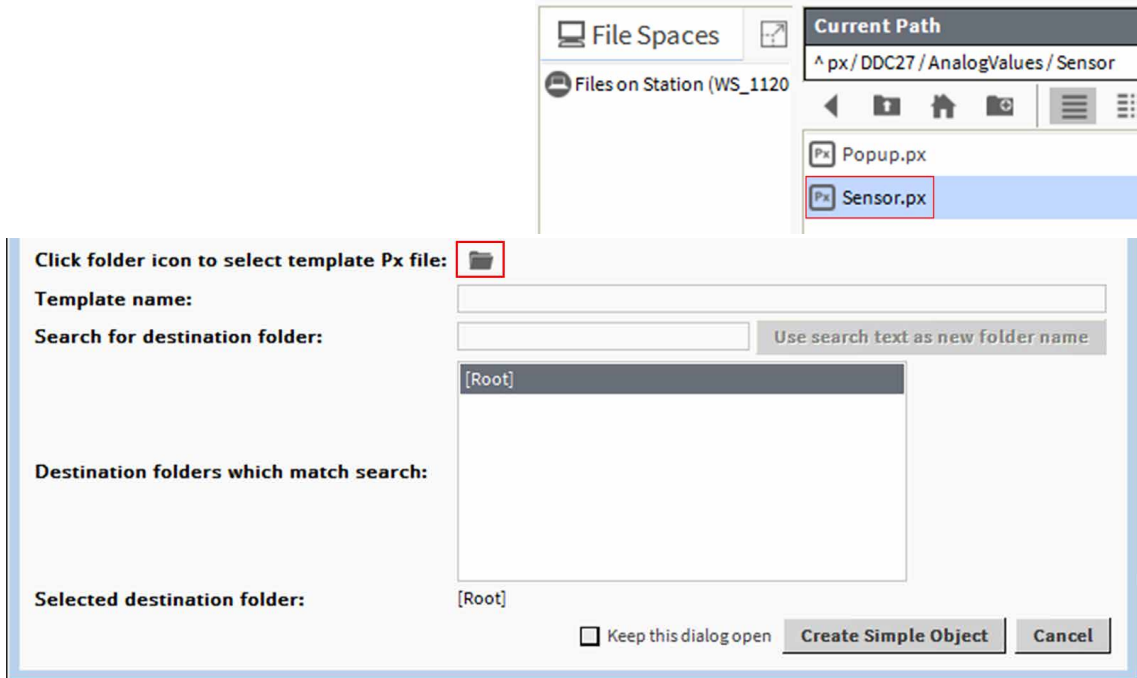 File Spaces
Files on Station (WS_1120
Current Path
^ px / DDC27 / AnalogValues / Sensor
Px Popup.px
Px Sensor.px
Click folder icon to select template Px file:
Template name:
Search for destination folder:
Use search text as new folder name
[Root]
Destination folders which match search:
Selected destination folder: [Root]
Keep this dialog open Create Simple Object Cancel